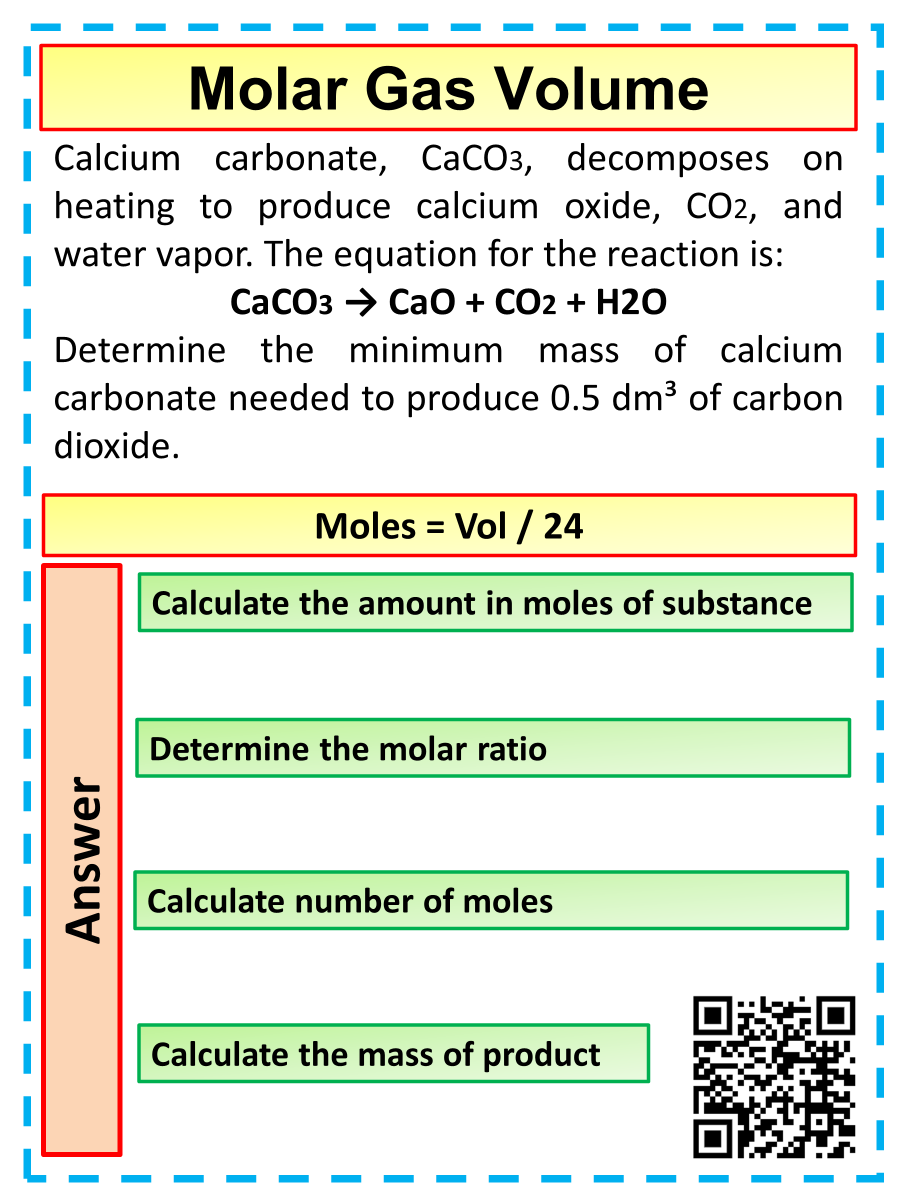 Molar Gas Volume
Calcium carbonate, CaCO3, decomposes on
heating to produce calcium oxide, CO2, and
water vapor. The equation for the reaction is:
CaCO3 → CaO + CO2 + H2O
Determine the minimum mass of calcium
carbonate needed to produce 0.5 dm³ of carbon
dioxide.
Moles = Vol / 24
Answer
Calculate the amount in moles of substance
Determine the molar ratio
Calculate number of moles
Calculate the mass of product